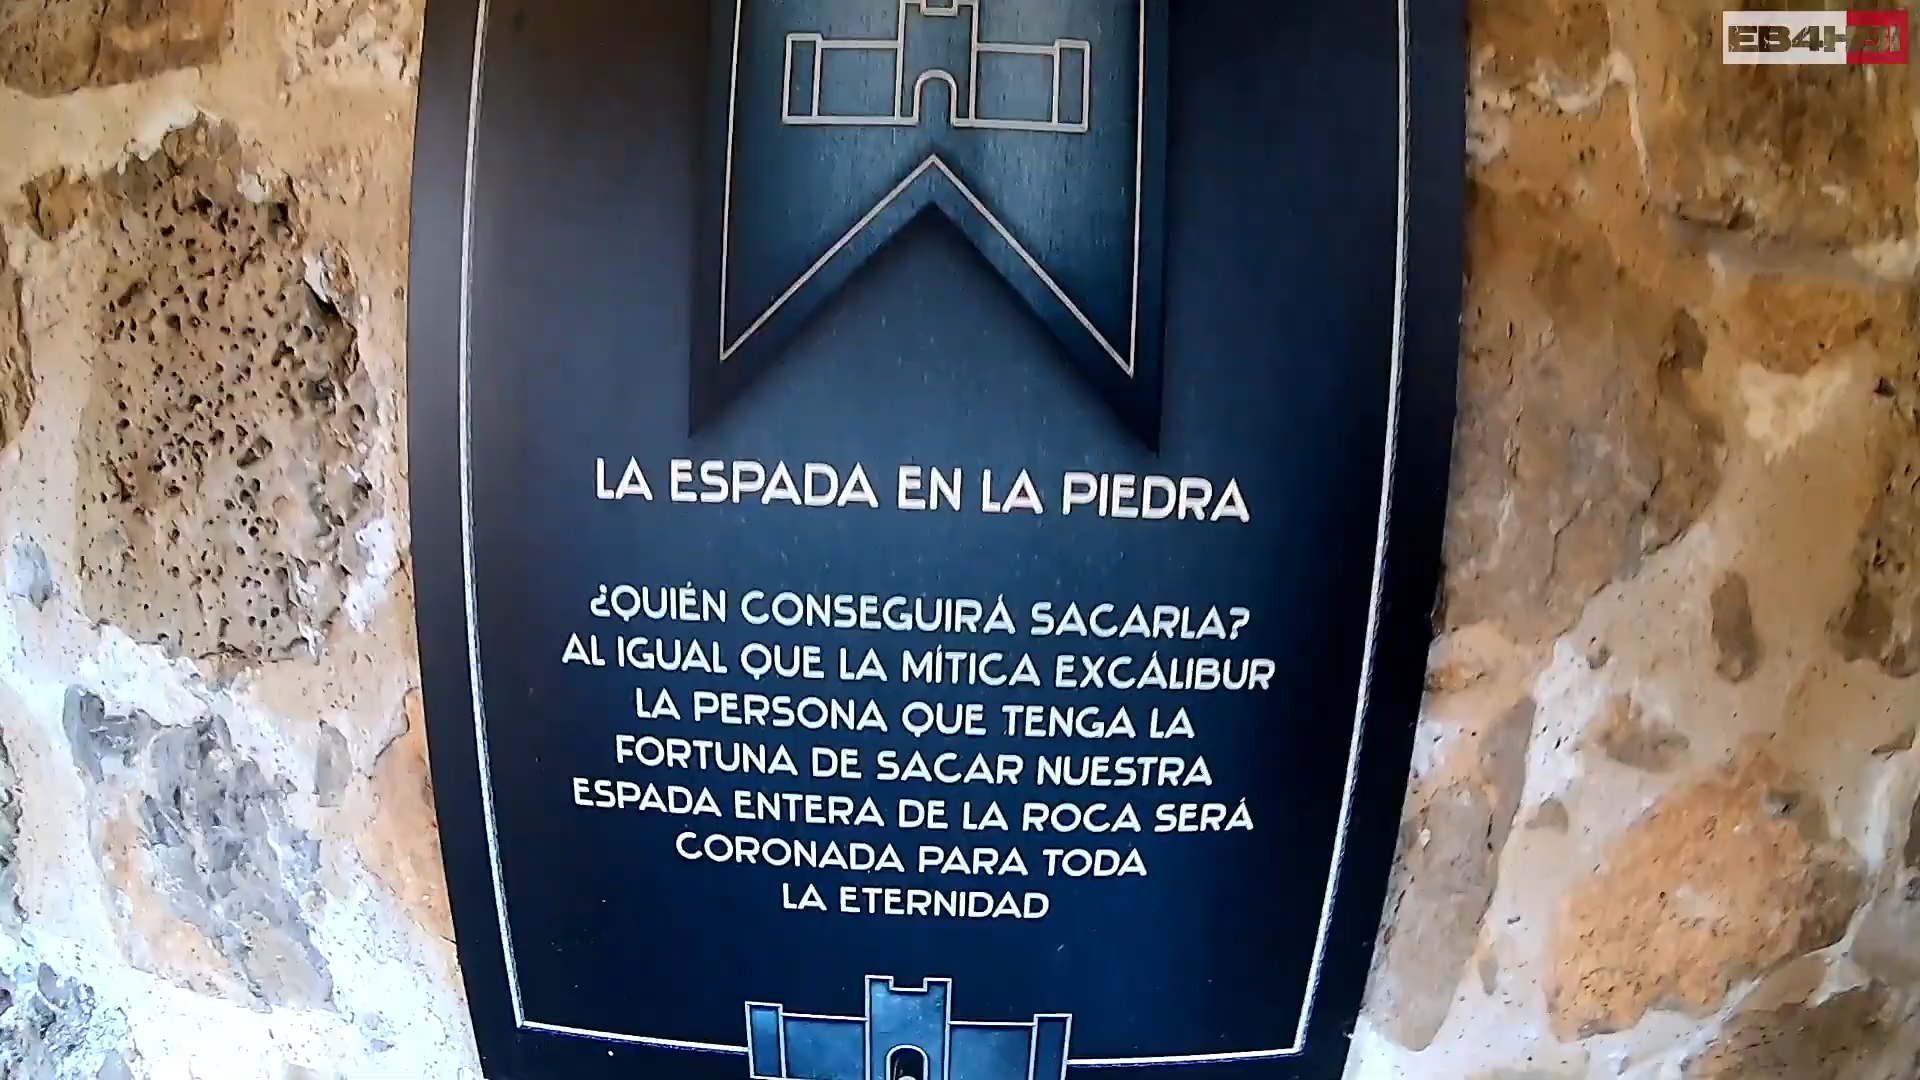 LA ESPADA EN LA PIEDRA
¿QUIÉN CONSEGUIRÁ SACARLA?
AL IGUAL QUE LA MÍTICA EXCÁLIBUR
LA PERSONA QUE TENGA LA
FORTUNA DE SACAR NUESTRA
ESPADA ENTERA DE LA ROCA SERÁ
CORONADA PARA TODA
LA ETERNIDAD